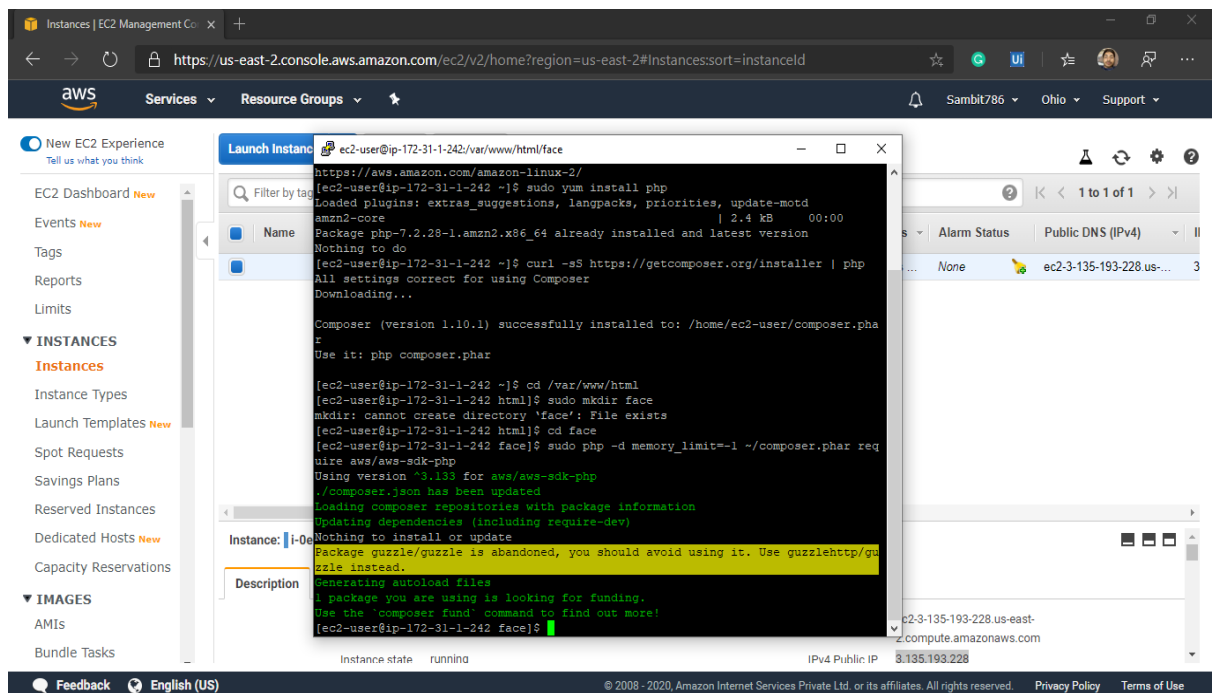 Instances | EC2 Management Co
https://us-east-2.console.aws.amazon.com/ec2/v2/home?region=us-east-2#Instances:sort=instanceId
G
Ui
aws
Services
Resource Groups
Sambit786
Ohio
Support
New EC2 Experience
Tell us what you think
EC2 Dashboard New
Events New
Tags
Reports
Limits
INSTANCES
Instances
Instance Types
Launch Templates New
Spot Requests
Savings Plans
Reserved Instances
Dedicated Hosts New
Capacity Reservations
IMAGES
AMIs
Bundle Tasks
Launch Instanc
Filter by tag
1 to 1 of 1
Name
Alarm Status
Public DNS (IPv4)
None
ec2-3-135-193-228.us-...
3
ec2-user@ip-172-31-1-242:/var/www/html/face
https://aws.amazon.com/amazon-linux-2/
[ec2-user@ip-172-31-1-242 ~]$ sudo yum install php
Loaded plugins: extras_suggestions, langpacks, priorities, update-motd
amzn2-core | 2.4 kB 00:00
Package php-7.2.28-1.amzn2.x86_64 already installed and latest version
Nothing to do
[ec2-user@ip-172-31-1-242 ~]$ curl -sS https://getcomposer.org/installer | php
All settings correct for using Composer
Downloading...
Composer (version 1.10.1) successfully installed to: /home/ec2-user/composer.pha
r
Use it: php composer.phar
[ec2-user@ip-172-31-1-242 ~]$ cd /var/www/html
[ec2-user@ip-172-31-1-242 html]$ sudo mkdir face
mkdir: cannot create directory ‘face’: File exists
[ec2-user@ip-172-31-1-242 html]$ cd face
[ec2-user@ip-172-31-1-242 face]$ sudo php -d memory_limit=-1 ~/composer.phar req
uire aws/aws-sdk-php
Using version ^3.133 for aws/aws-sdk-php
./composer.json has been updated
Loading composer repositories with package information
Updating dependencies (including require-dev)
Nothing to install or update
Package guzzle/guzzle is abandoned, you should avoid using it. Use guzzlehttp/gu
zzle instead.
Generating autoload files
1 package you are using is looking for funding.
Use the `composer fund` command to find out more!
[ec2-user@ip-172-31-1-242 face]$
Instance: i-0e
Description
c2-3-135-193-228.us-east-
2.compute.amazonaws.com
Instance state running
IPv4 Public IP 3.135.193.228
Feedback
English (US)
© 2008 - 2020, Amazon Internet Services Private Ltd. or its affiliates. All rights reserved.
Privacy Policy
Terms of Use